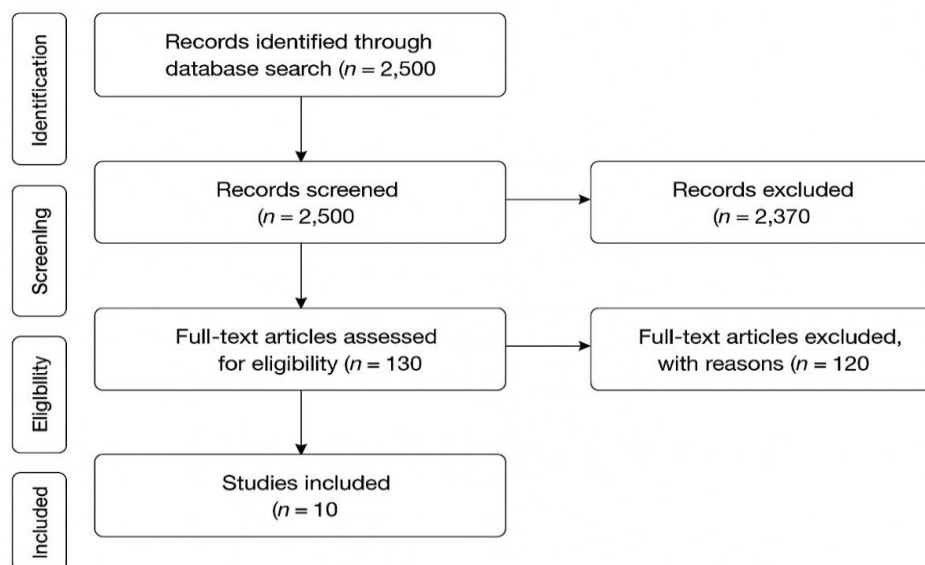 Identification
Records identified through
database search (n = 2,500
Screening
Records screened
(n = 2,500
Records excluded
(n = 2,370
Eligibility
Full-text articles assessed
for eligibility (n = 130
Full-text articles excluded,
with reasons (n = 120
Included
Studies included
(n = 10